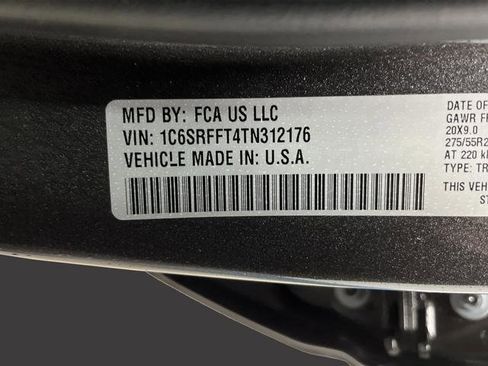 MFD BY: FCA US LLC
VIN: 1C6SRFFT4TN312176
VEHICLE MADE IN: U.S.A.
DATE OF
GAWR
20X9.0
275/55R2
AT 220
TYPE: TR
THIS VEH
ST